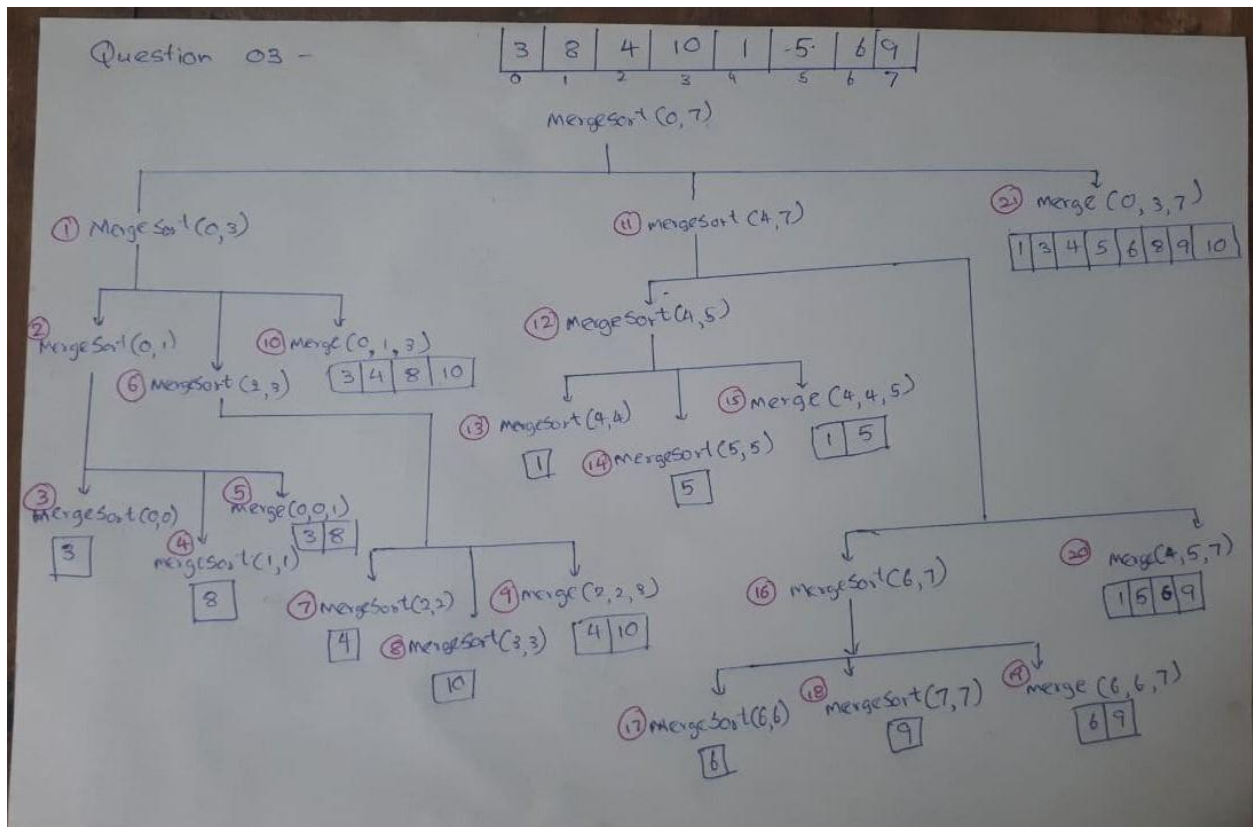 Question 03 -
3 8 4 10 1 5 6 9
0 1 2 3 4 5 6 7
mergesort (0,7)
① MergeSort (0,3)
⑪ mergesort (4,7)
㉑ merge (0,3,7)
1 3 4 5 6 8 9 10
② MergeSort (0,1)
⑥ mergeSort (2,3)
⑩ merge (0,1,3)
3 4 8 10
⑫ mergeSort (4,5)
⑬ mergeSort (4,4)
1
⑭ mergeSort (5,5)
5
⑮ merge (4,4,5)
1 5
③ mergeSort (0,0)
3
④ mergesort (1,1)
8
⑤ merge (0,0,1)
3 8
⑦ mergeSort (2,2)
4
⑧ mergeSort (3,3)
10
⑨ merge (2,2,3)
4 10
⑯ mergeSort (6,7)
⑳ merge (4,5,7)
1 5 6 9
⑰ mergeSort (6,6)
6
⑱ mergeSort (7,7)
9
⑲ merge (6,6,7)
6 9